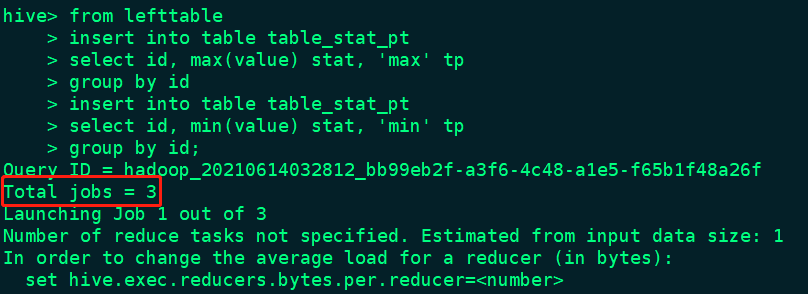 hive> from lefttable
    > insert into table table_stat_pt
    > select id, max(value) stat, 'max' tp
    > group by id
    > insert into table table_stat_pt
    > select id, min(value) stat, 'min' tp
    > group by id;
Query ID = hadoop_20210614032812_bb99eb2f-a3f6-4c48-a1e5-f65b1f48a26f
Total jobs = 3
Launching Job 1 out of 3
Number of reduce tasks not specified. Estimated from input data size: 1
In order to change the average load for a reducer (in bytes):
  set hive.exec.reducers.bytes.per.reducer=<number>